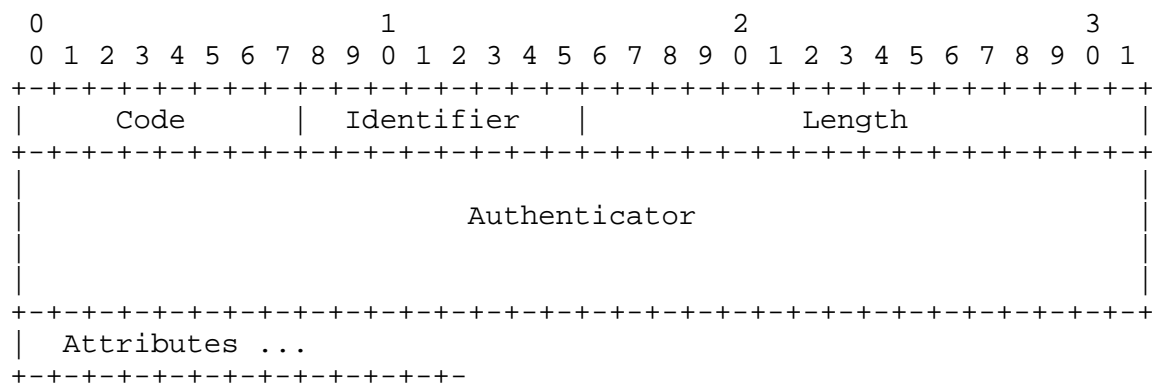 0                   1                   2                   3
 0 1 2 3 4 5 6 7 8 9 0 1 2 3 4 5 6 7 8 9 0 1 2 3 4 5 6 7 8 9 0 1
+-+-+-+-+-+-+-+-+-+-+-+-+-+-+-+-+-+-+-+-+-+-+-+-+-+-+-+-+-+-+-+-+
|     Code      |  Identifier   |            Length             |
+-+-+-+-+-+-+-+-+-+-+-+-+-+-+-+-+-+-+-+-+-+-+-+-+-+-+-+-+-+-+-+-+
|                                                               |
|                         Authenticator                         |
|                                                               |
|                                                               |
+-+-+-+-+-+-+-+-+-+-+-+-+-+-+-+-+-+-+-+-+-+-+-+-+-+-+-+-+-+-+-+-+
|  Attributes ...
+-+-+-+-+-+-+-+-+-+-+-+-+-